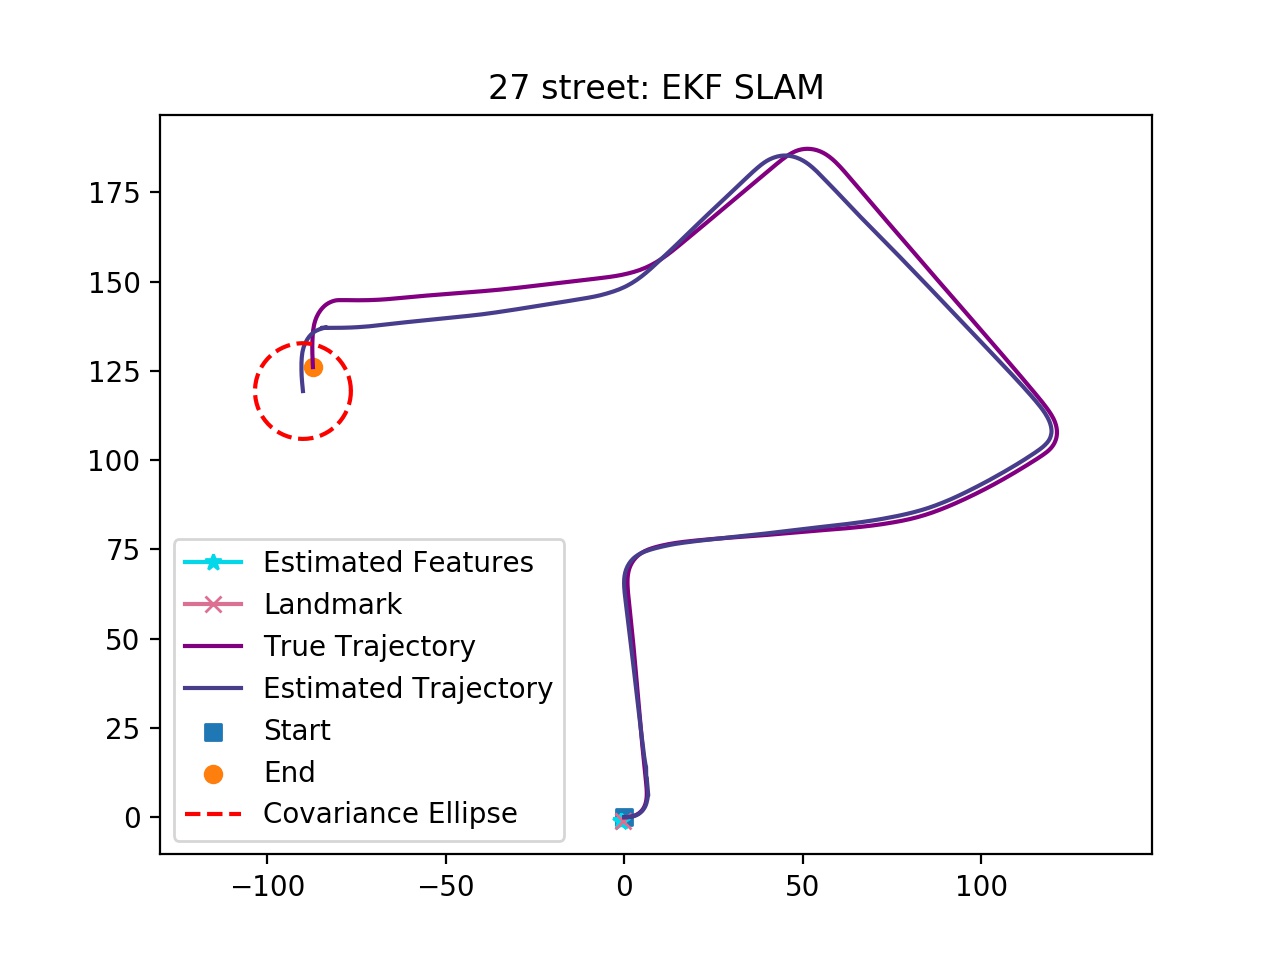 27 street: EKF SLAM
175
150
125
100
75
50
25
0
Estimated Features
Landmark
True Trajectory
Estimated Trajectory
Start
End
Covariance Ellipse
−100 −50 0 50 100